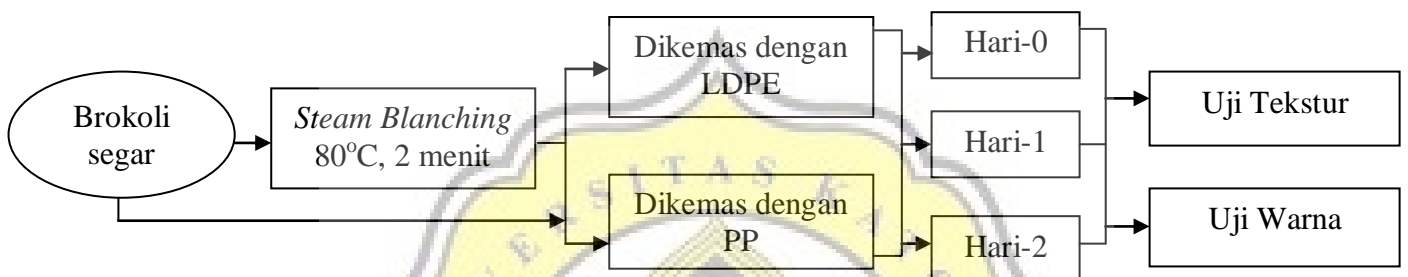 Brokoli
segar
Steam Blanching
80°C, 2 menit
Dikemas dengan
LDPE
Dikemas dengan
PP
Hari-0
Hari-1
Hari-2
Uji Tekstur
Uji Warna